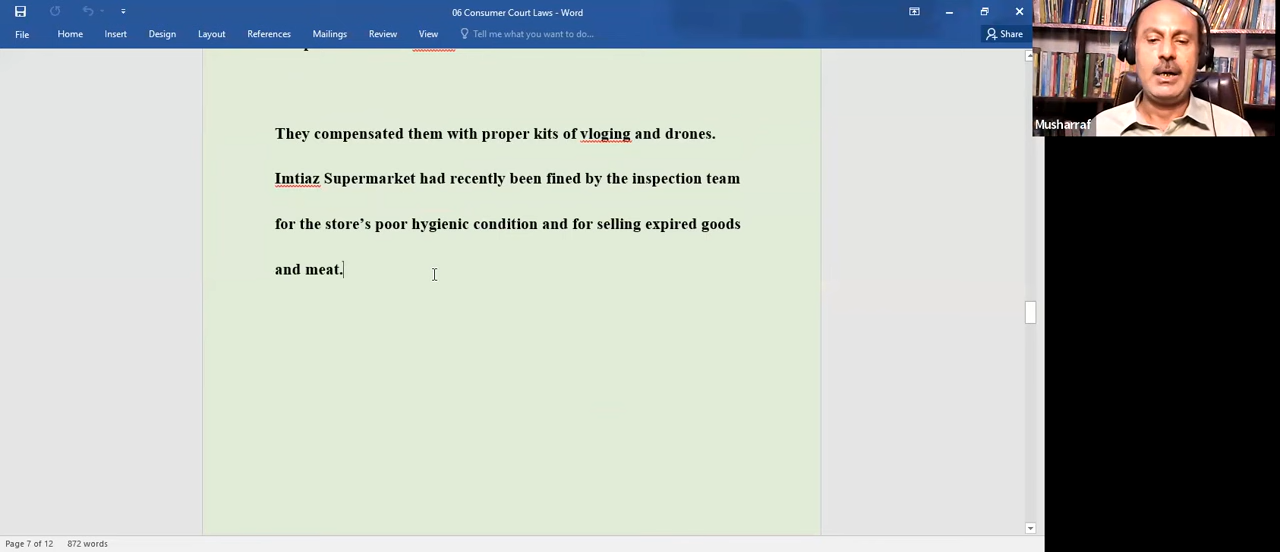 06 Consumer Court Laws - Word
File Home Insert Design Layout References Mailings Review View Tell me what you want to do... Share
Musharraf
They compensated them with proper kits of vloging and drones.
Imtiaz Supermarket had recently been fined by the inspection team
for the store's poor hygienic condition and for selling expired goods
and meat.
Page 7 of 12 872 words